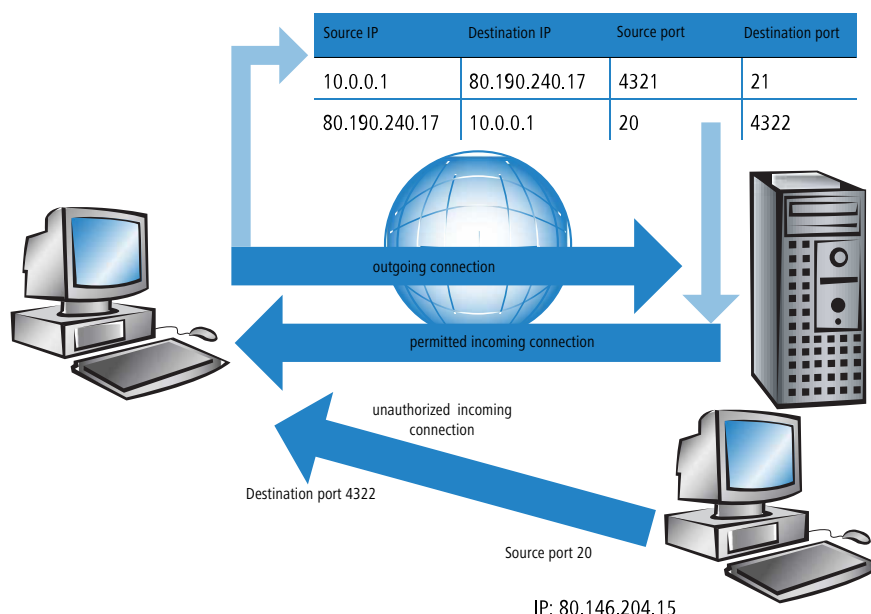 Source IP Destination IP Source port Destination port
10.0.0.1 80.190.240.17 4321 21
80.190.240.17 10.0.0.1 20 4322
outgoing connection
permitted incoming connection
unauthorized incoming
connection
Destination port 4322
Source port 20
IP: 80.146.204.15